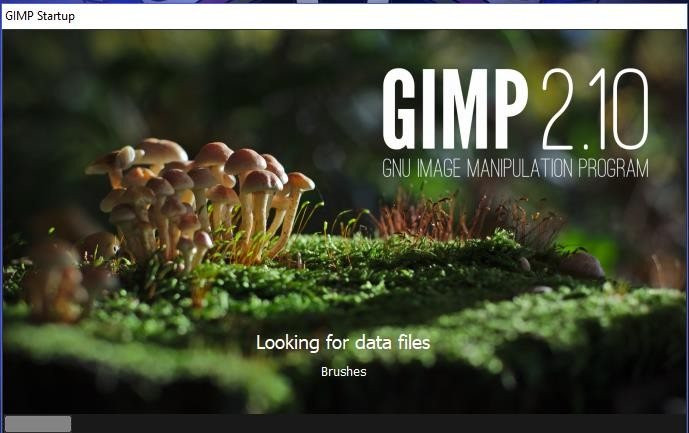 GIMP Startup
GIMP 2.10
GNU IMAGE MANIPULATION PROGRAM
Looking for data files
Brushes